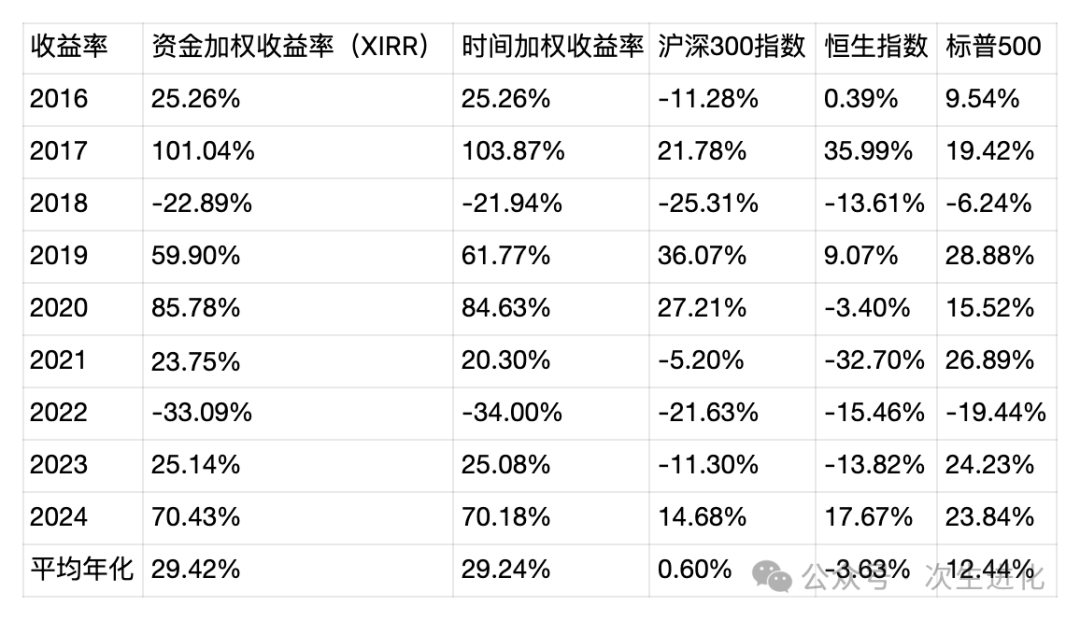 收益率 资金加权收益率（XIRR） 时间加权收益率 沪深300指数 恒生指数 标普500
2016 25.26% 25.26% -11.28% 0.39% 9.54%
2017 101.04% 103.87% 21.78% 35.99% 19.42%
2018 -22.89% -21.94% -25.31% -13.61% -6.24%
2019 59.90% 61.77% 36.07% 9.07% 28.88%
2020 85.78% 84.63% 27.21% -3.40% 15.52%
2021 23.75% 20.30% -5.20% -32.70% 26.89%
2022 -33.09% -34.00% -21.63% -15.46% -19.44%
2023 25.14% 25.08% -11.30% -13.82% 24.23%
2024 70.43% 70.18% 14.68% 17.67% 23.84%
平均年化 29.42% 29.24% 0.60% -3.63% 12.44%
公众号 次生进化